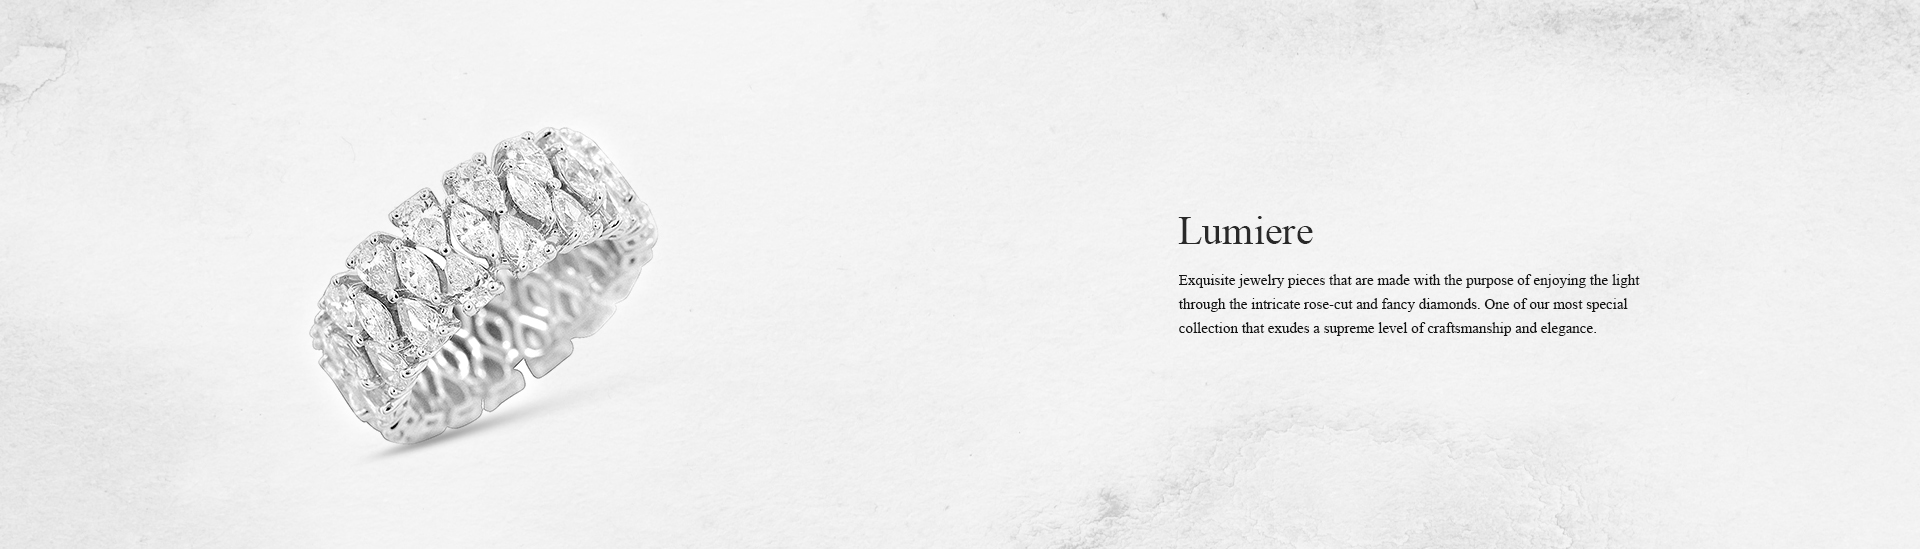 Lumiere
Exquisite jewelry pieces that are made with the purpose of enjoying the light
through the intricate rose-cut and fancy diamonds. One of our most special
collection that exudes a supreme level of craftsmanship and elegance.